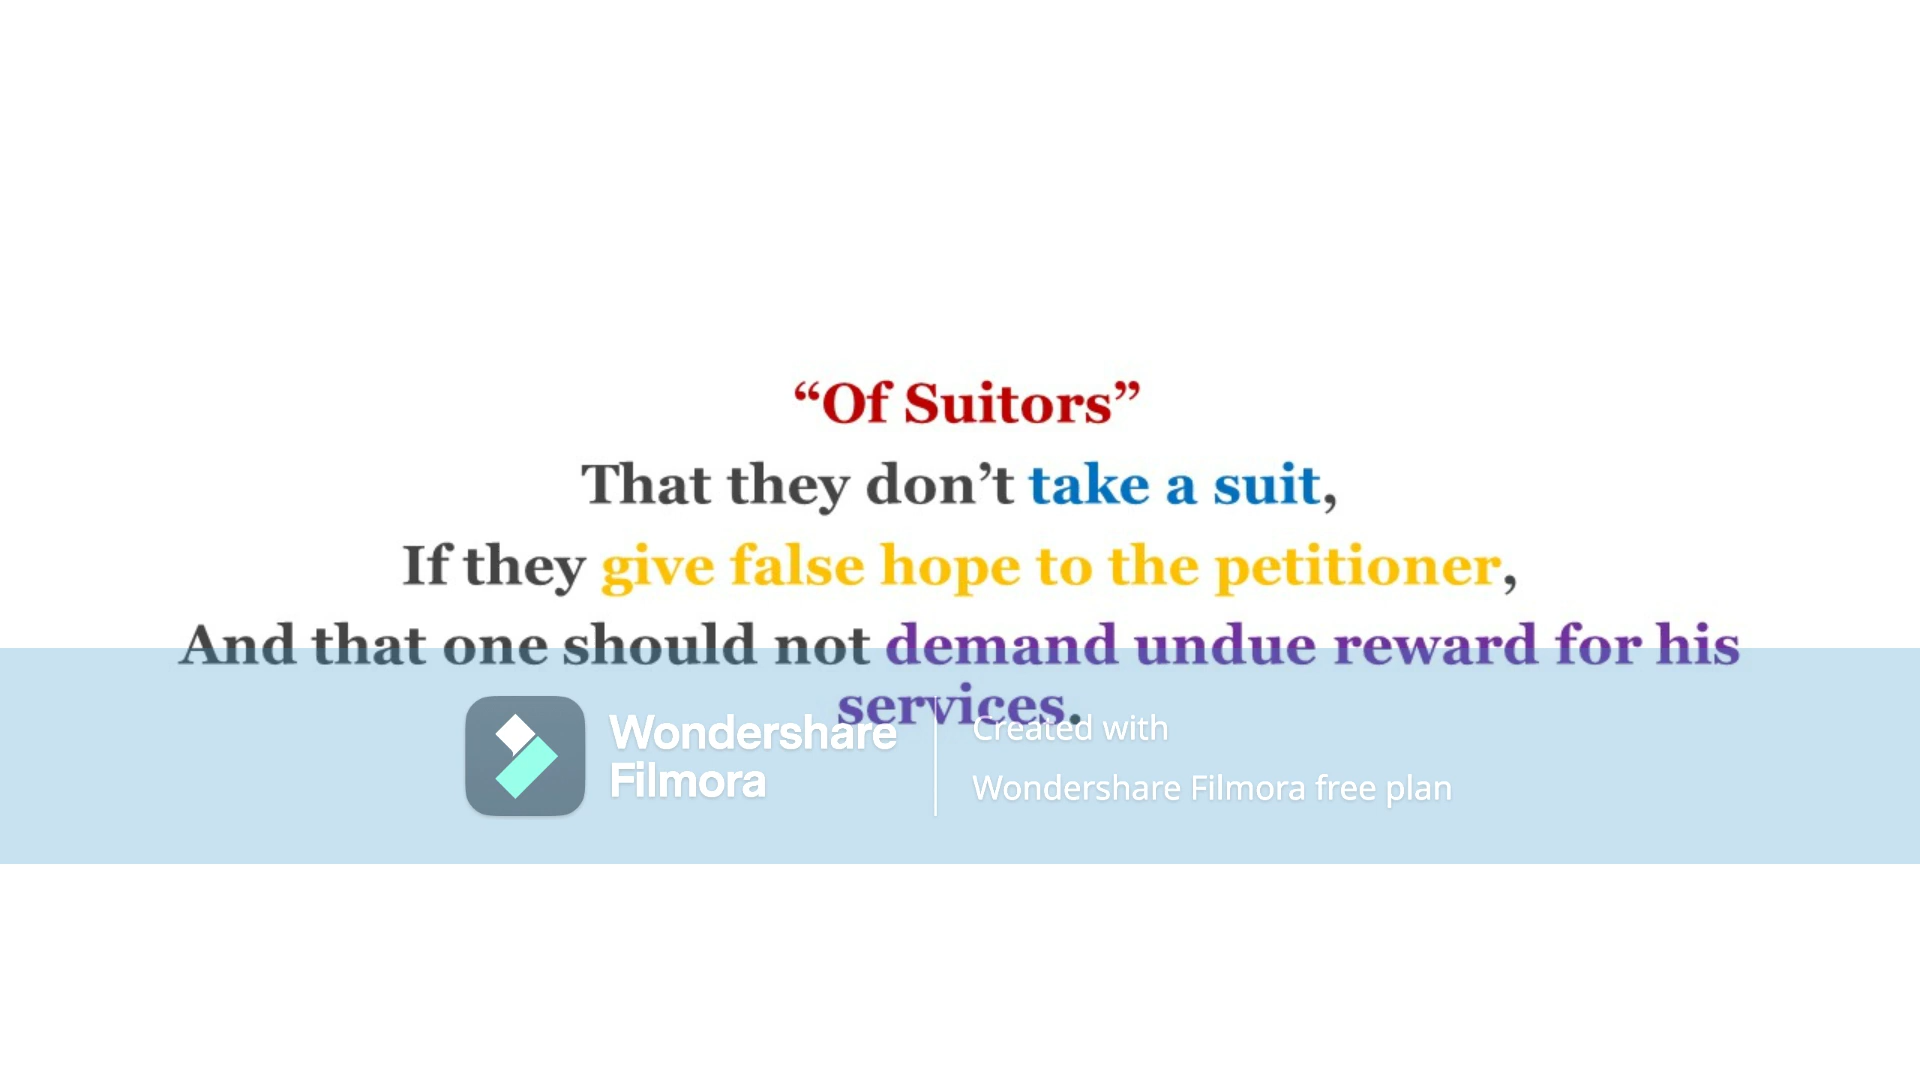 “Of Suitors”
That they don’t take a suit,
If they give false hope to the petitioner,
And that one should not demand undue reward for his
services.
Wondershare
Filmora
Created with
Wondershare Filmora free plan